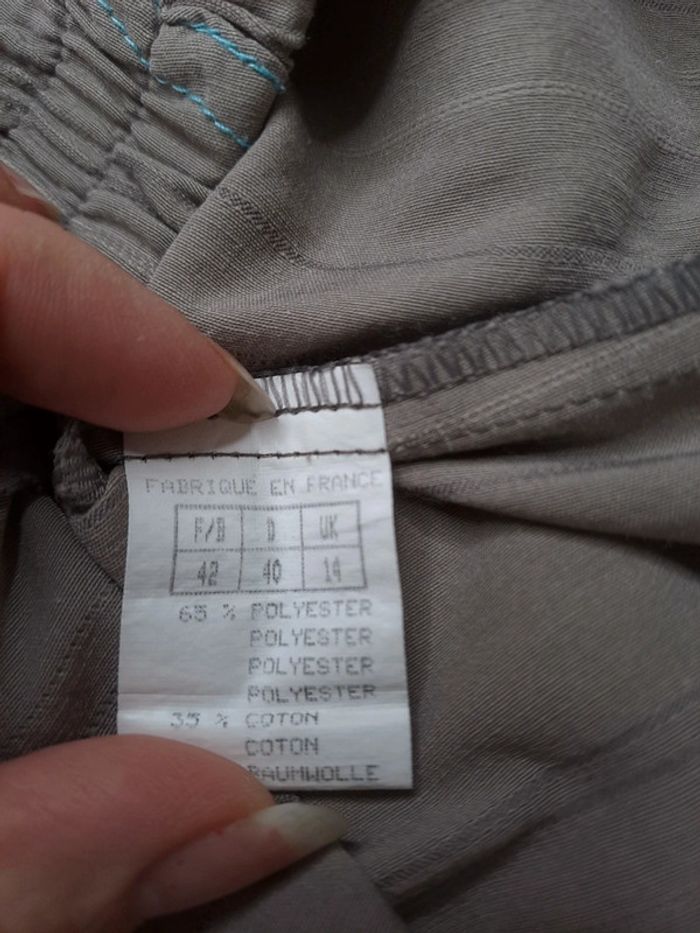 FABRIQUE EN FRANCE
F/B D UK
42 40 14
65 % POLYESTER
POLYESTER
POLYESTER
POLYESTER
35 % COTON
COTON
BAUMWOLLE